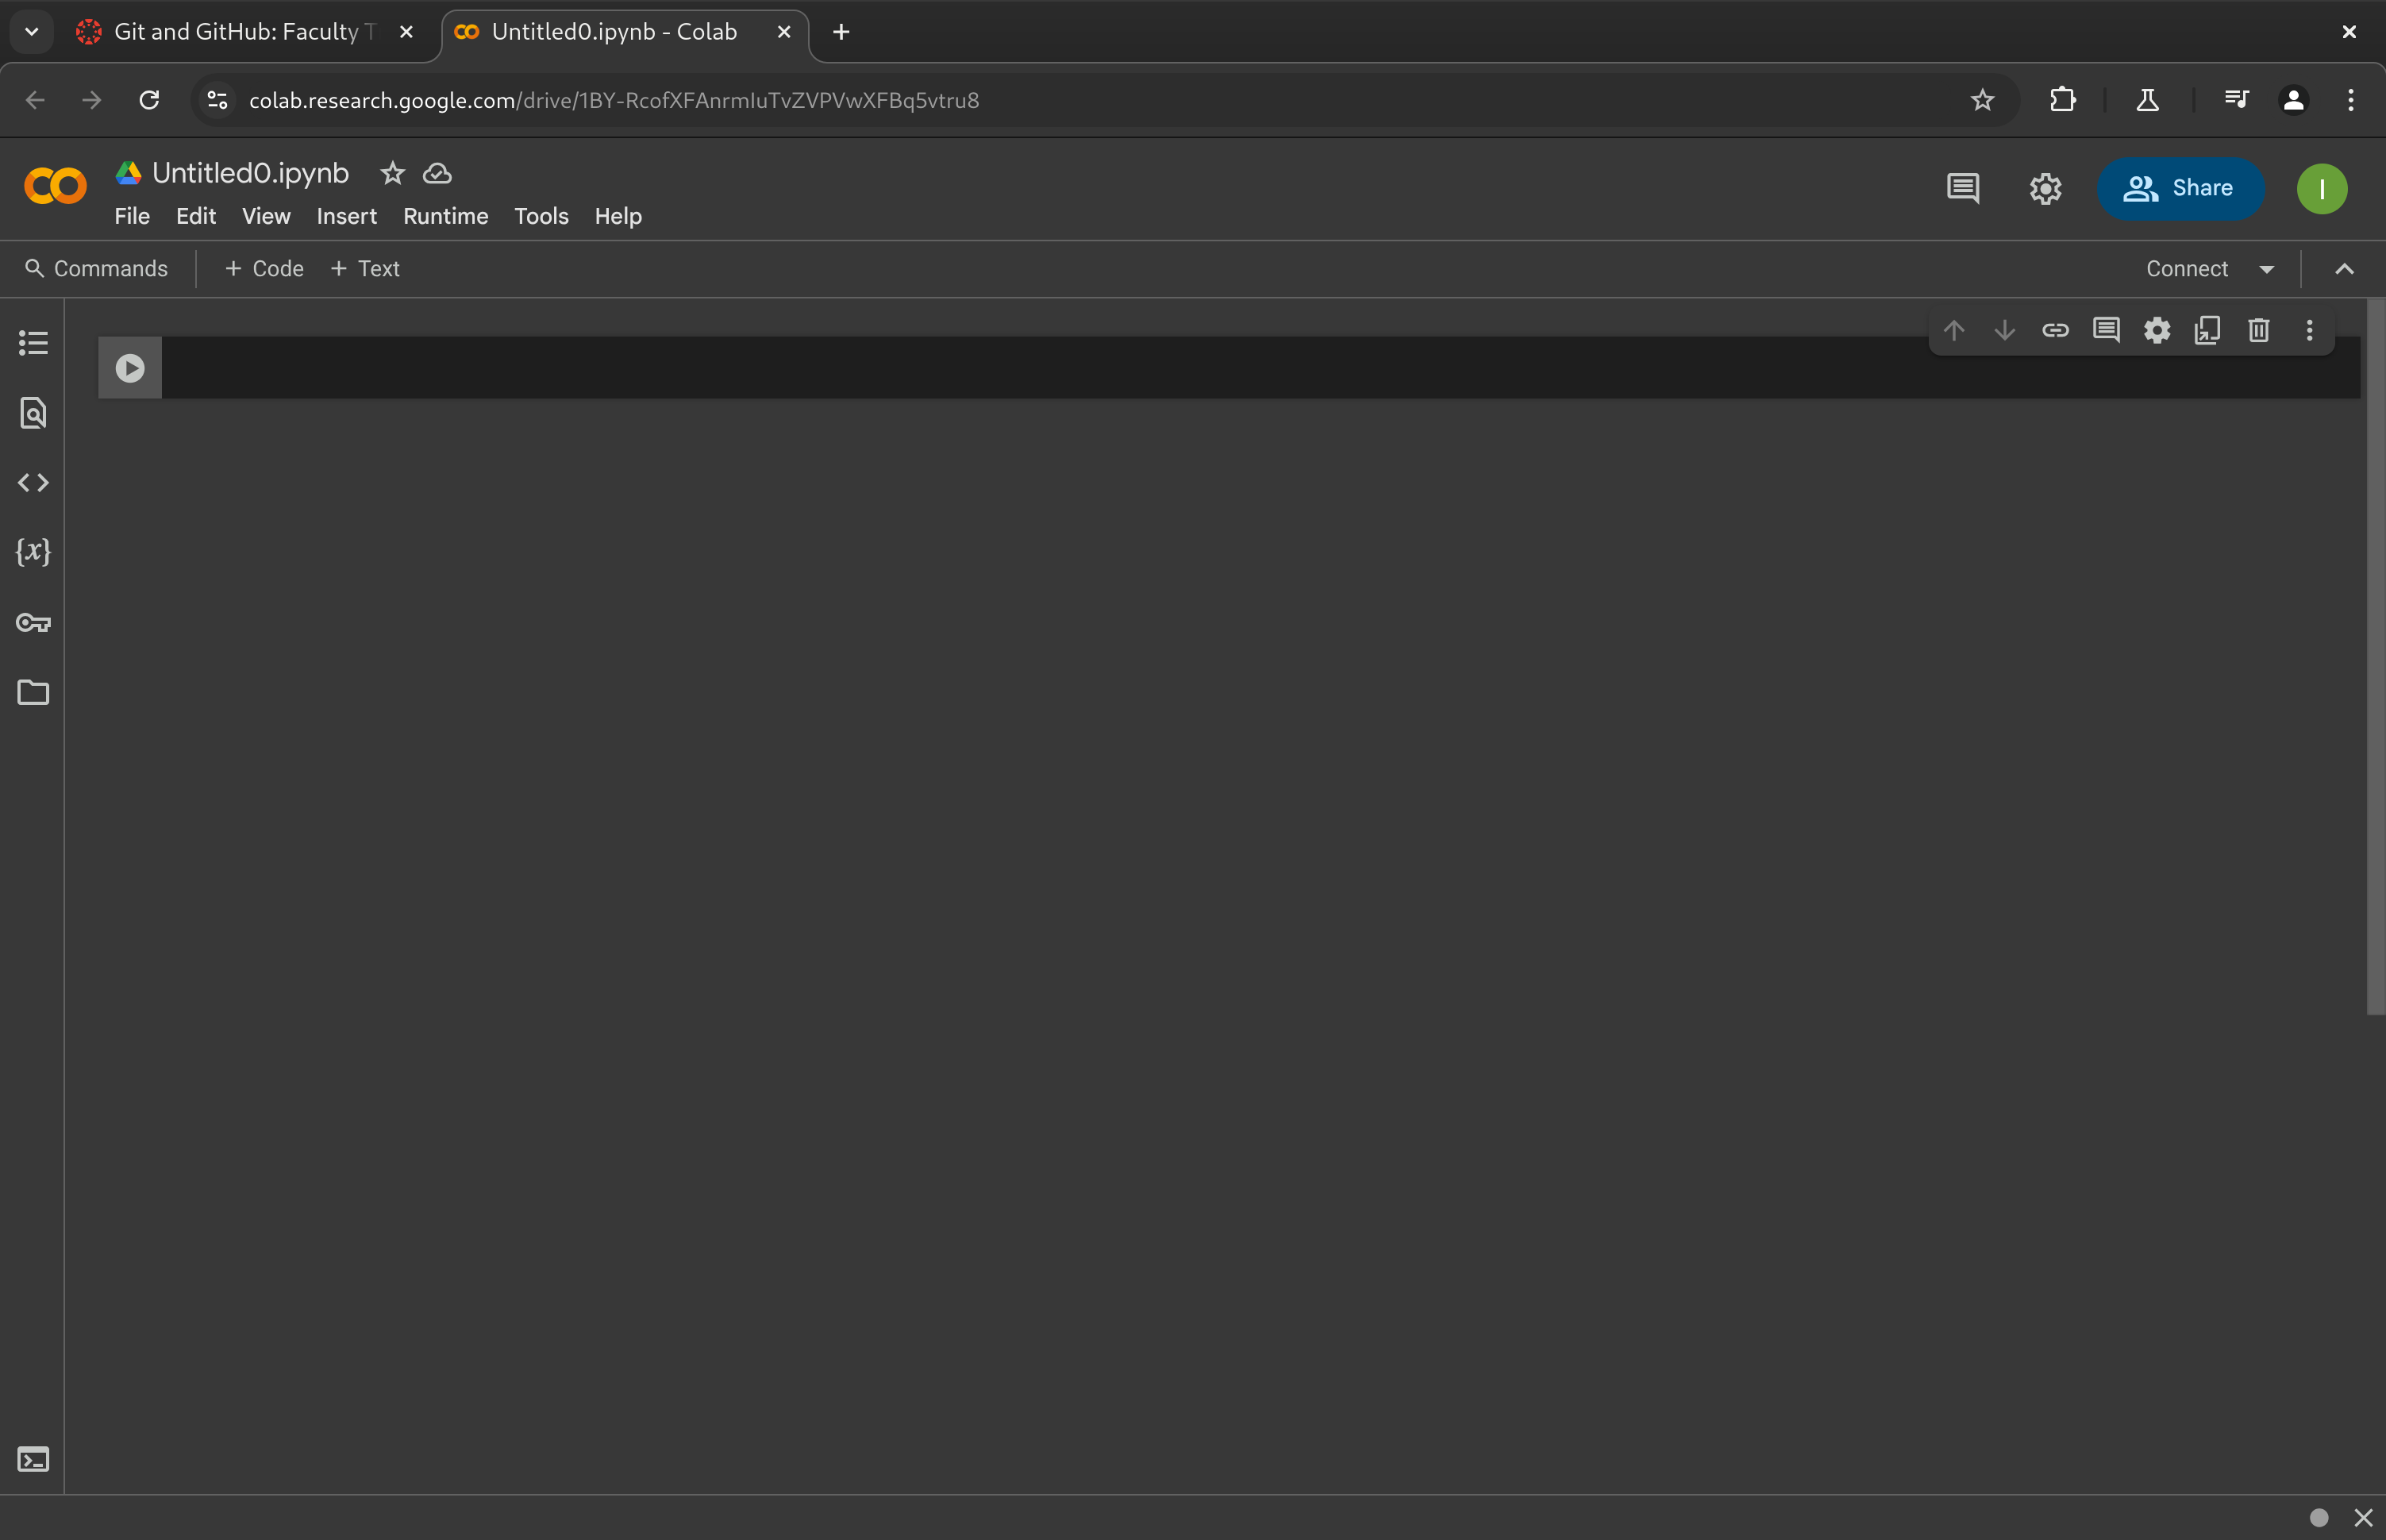 Git and GitHub: Faculty T
Untitled0.ipynb - Colab
colab.research.google.com/drive/1BY-RcofXFAnrmIuTvZVPVwXFBq5vtru8
Untitled0.ipynb
File Edit View Insert Runtime Tools Help
Share
I
Commands + Code + Text
Connect
{x}